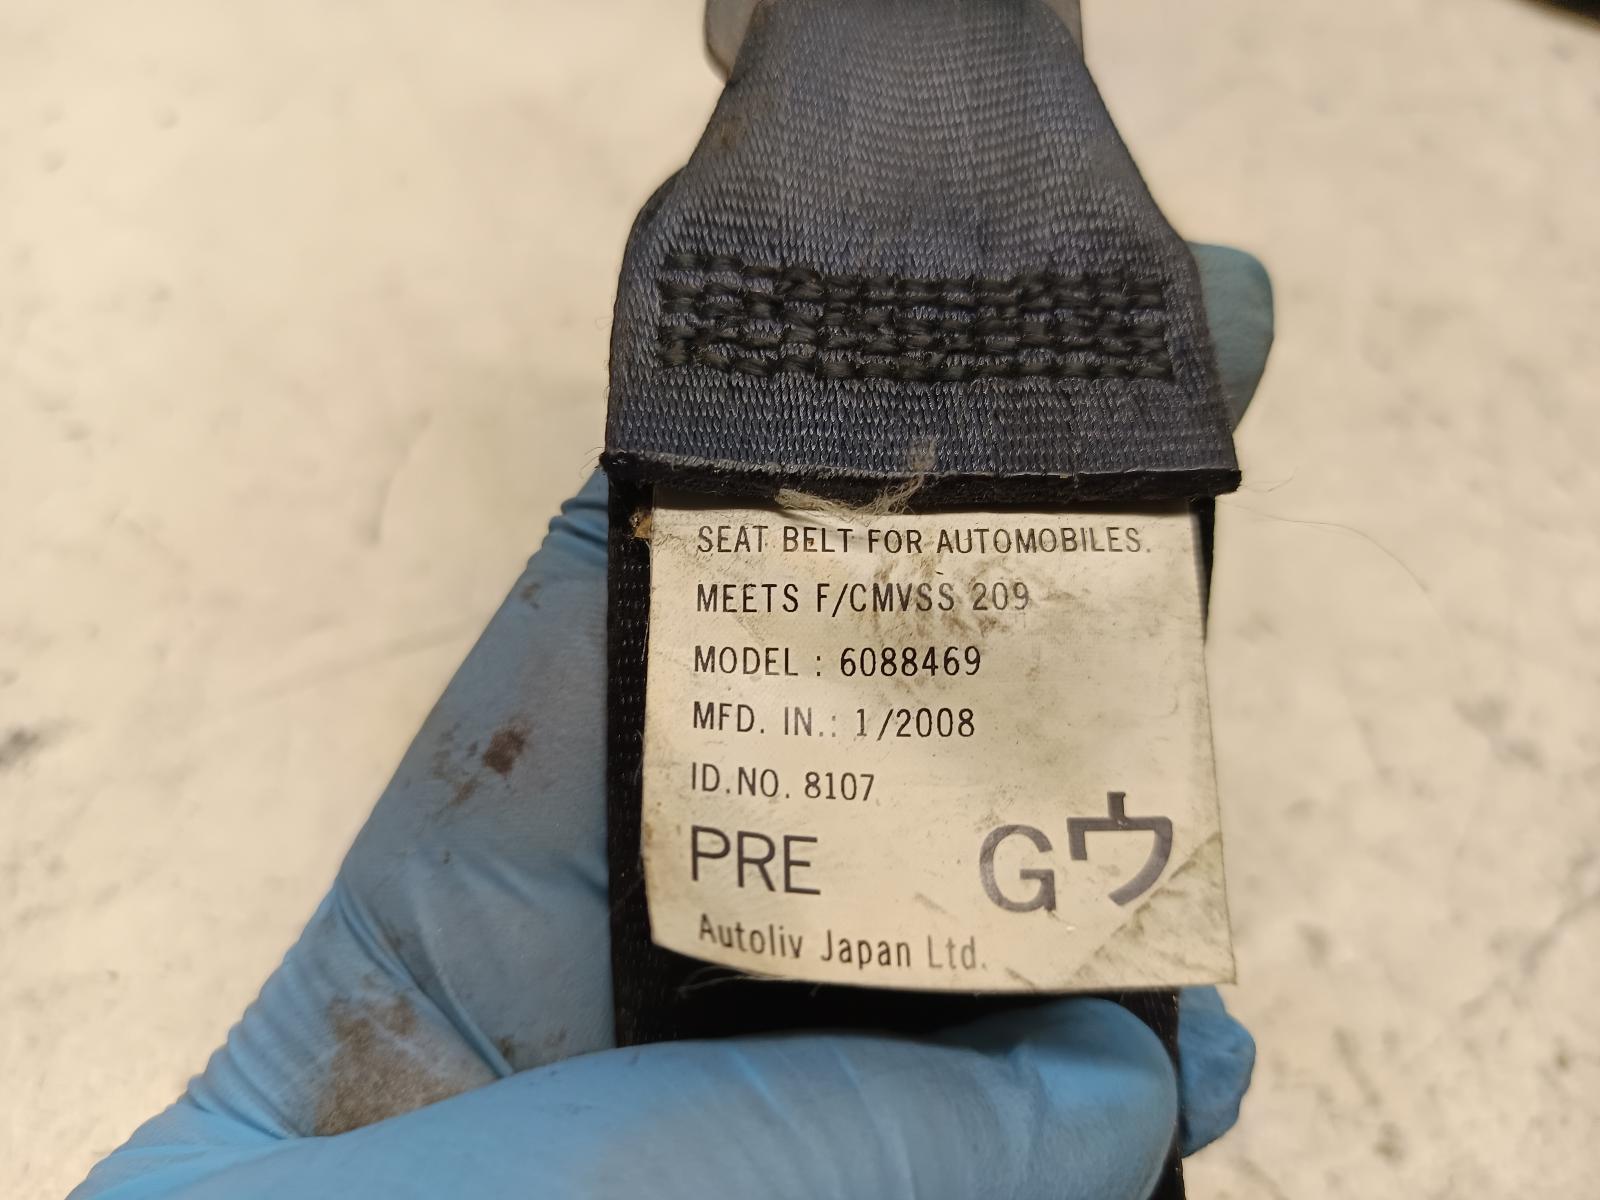 SEAT BELT FOR AUTOMOBILES.
MEETS F/CMVSS 209
MODEL : 6088469
MFD. IN.: 1/2008
ID.NO. 8107
PRE Gウ
Autoliv Japan Ltd.